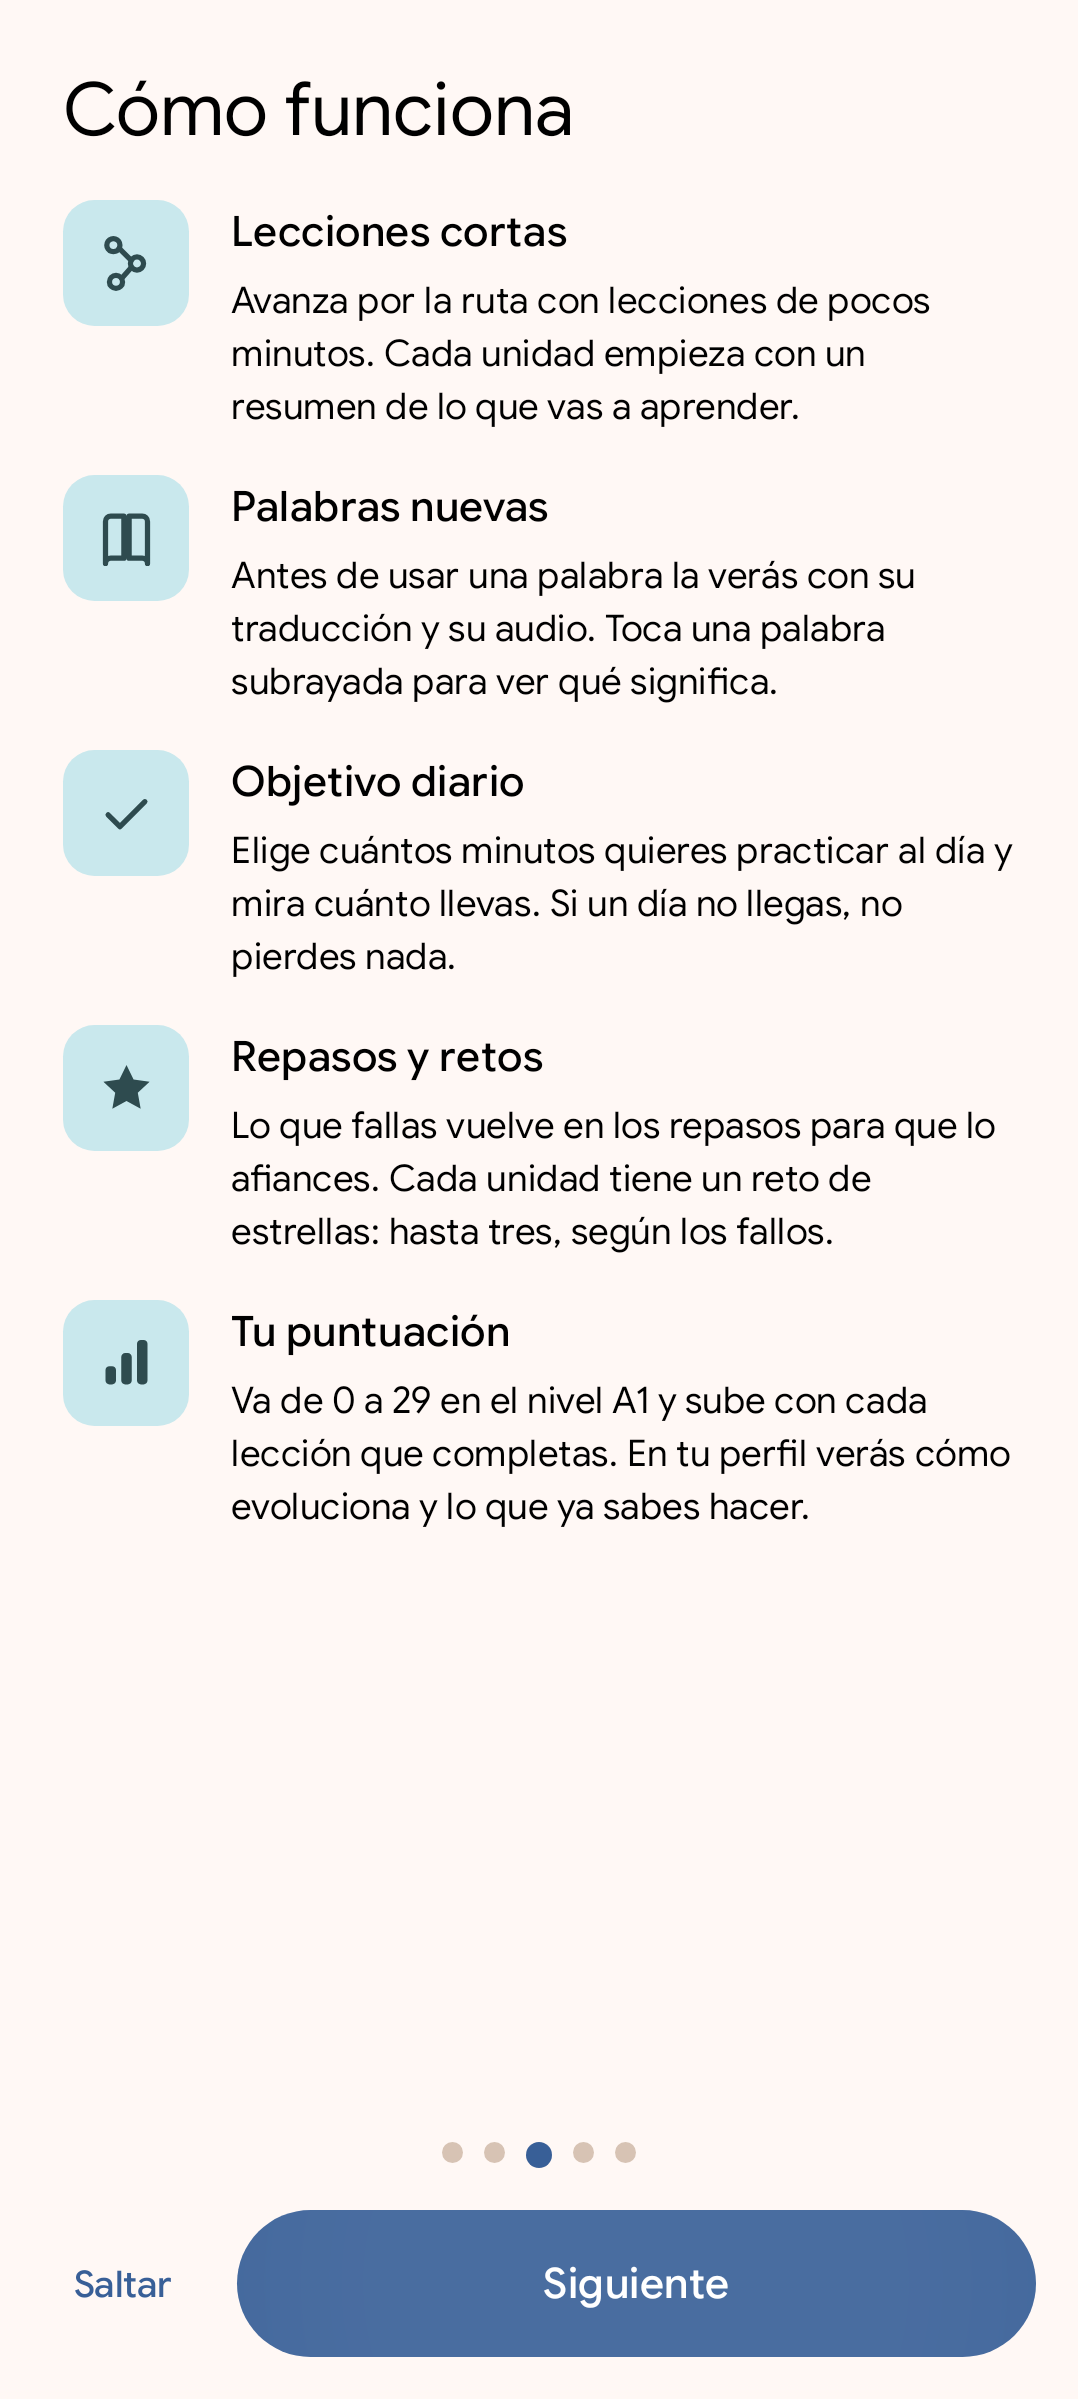 Cómo funciona
Lecciones cortas
Avanza por la ruta con lecciones de pocos
minutos. Cada unidad empieza con un
resumen de lo que vas a aprender.
Palabras nuevas
Antes de usar una palabra la verás con su
traducción y su audio. Toca una palabra
subrayada para ver qué significa.
Objetivo diario
Elige cuántos minutos quieres practicar al día y
mira cuánto llevas. Si un día no llegas, no
pierdes nada.
Repasos y retos
Lo que fallas vuelve en los repasos para que lo
afiances. Cada unidad tiene un reto de
estrellas: hasta tres, según los fallos.
Tu puntuación
Va de 0 a 29 en el nivel A1 y sube con cada
lección que completas. En tu perfil verás cómo
evoluciona y lo que ya sabes hacer.
Saltar
Siguiente